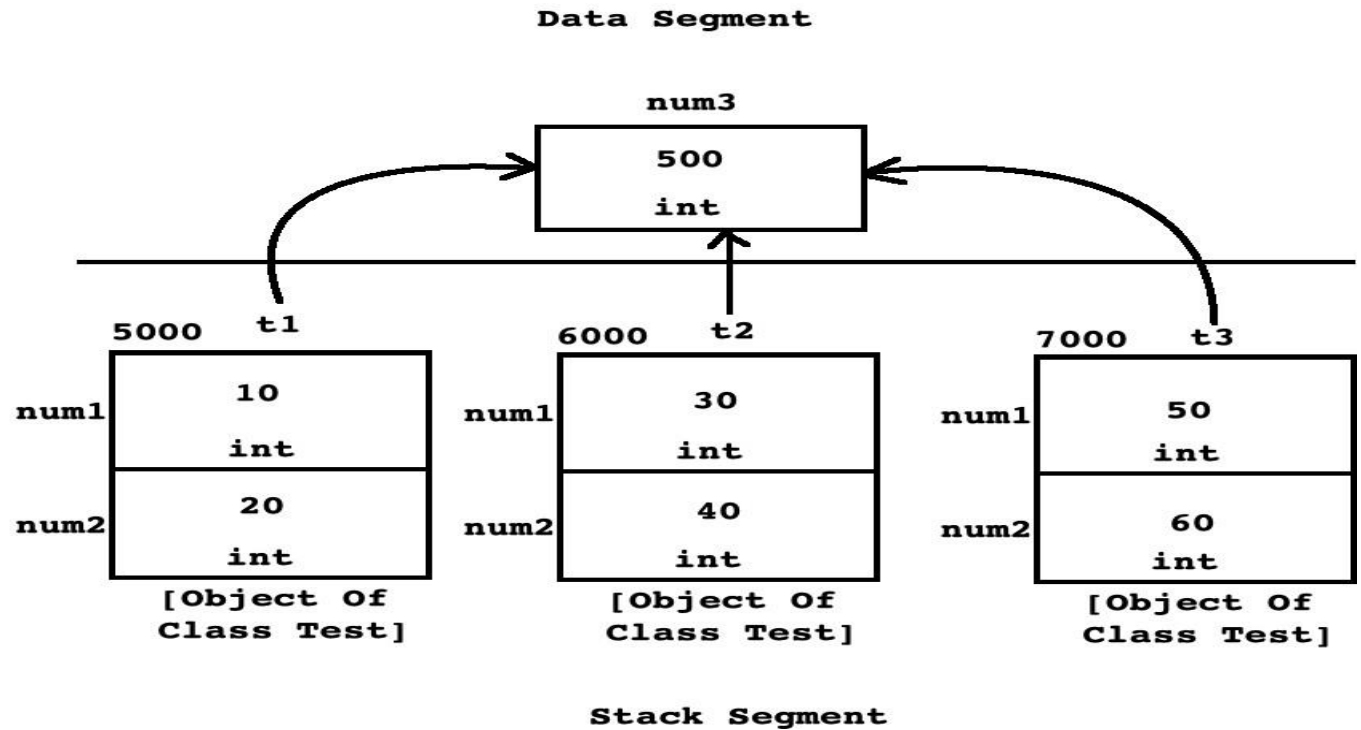 Data Segment
num3
500
int
5000 t1
6000 t2
7000 t3
num1 10
int
num2 20
int
[Object Of
Class Test]
num1 30
int
num2 40
int
[Object Of
Class Test]
num1 50
int
num2 60
int
[Object Of
Class Test]
Stack Segment